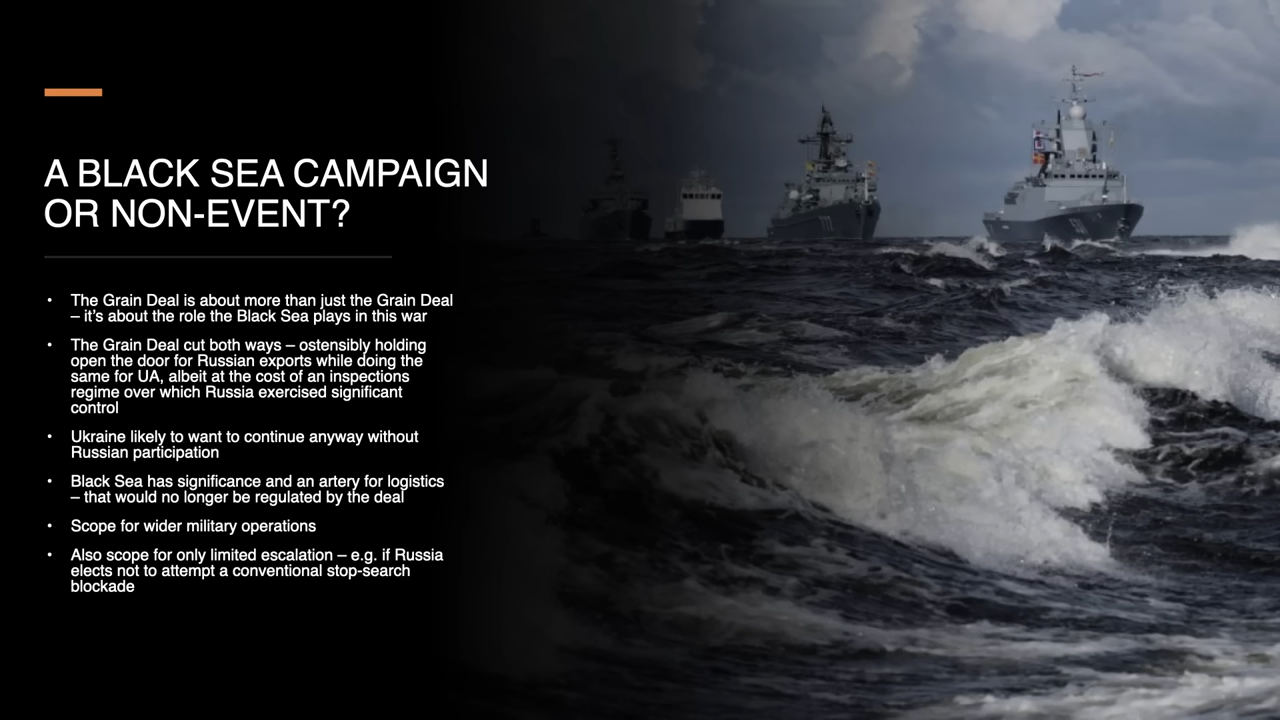 A BLACK SEA CAMPAIGN
OR NON-EVENT?
• The Grain Deal is about more than just the Grain Deal
– it’s about the role the Black Sea plays in this war
• The Grain Deal cut both ways – ostensibly holding
open the door for Russian exports while doing the
same for UA, albeit at the cost of an inspections
regime over which Russia exercised significant
control
• Ukraine likely to want to continue anyway without
Russian participation
• Black Sea has significance and an artery for logistics
– that would no longer be regulated by the deal
• Scope for wider military operations
• Also scope for only limited escalation – e.g. if Russia
elects not to attempt a conventional stop-search
blockade
772